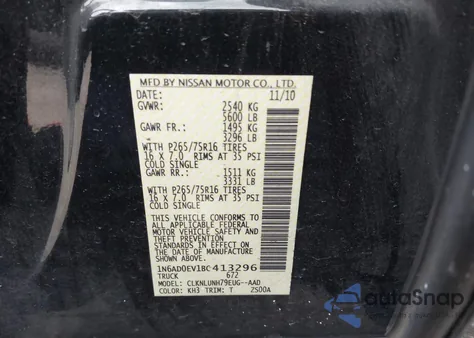 MFD BY NISSAN MOTOR CO., LTD.
DATE: 11/10
GVWR: 2540 KG
5600 LB
GAWR FR.: 1495 KG
3296 LB
WITH P265/75R16 TIRES
16 X 7.0 RIMS AT 35 PSI
COLD SINGLE
GAWR RR.: 1511 KG
3331 LB
WITH P265/75R16 TIRES
16 X 7.0 RIMS AT 35 PSI
COLD SINGLE
THIS VEHICLE CONFORMS TO
ALL APPLICABLE FEDERAL
MOTOR VEHICLE SAFETY
STANDARDS IN EFFECT ON
THE DATE OF MANUFACTURE
SHOWN ABOVE.
1N6AD0EV1BC413296
TRUCK 672
MODEL: CLKNLUNH79EUG--AAD
COLOR: KH3 TRIM: T 2S00A
autoSnap